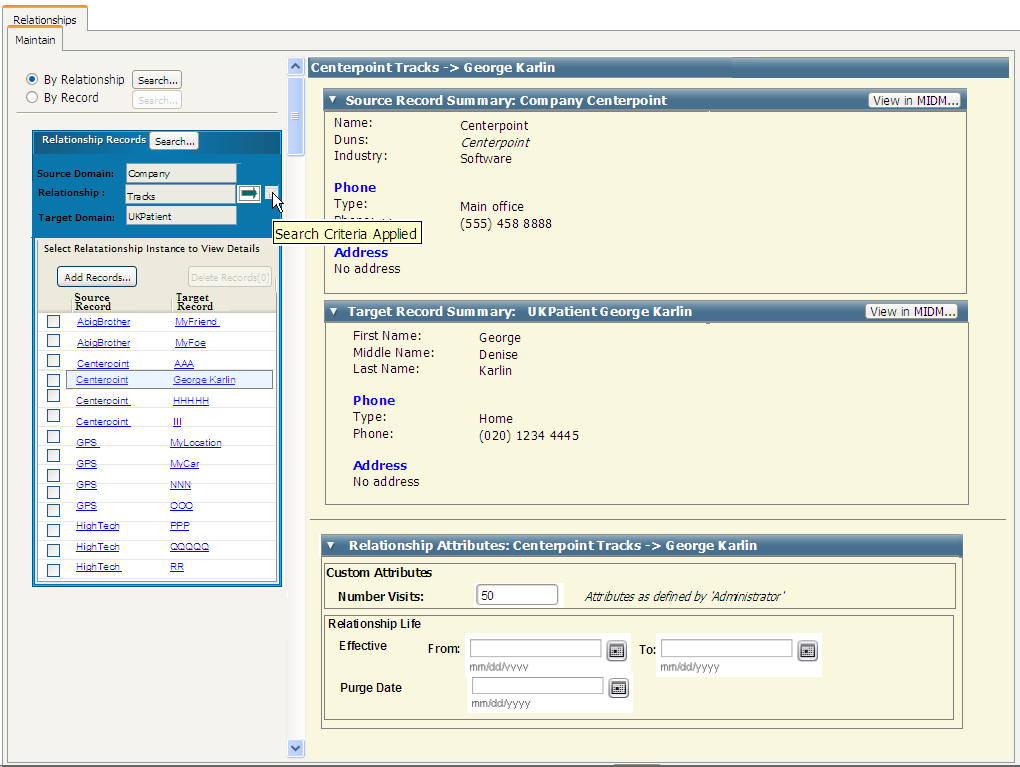 Relationships
Maintain
By Relationship Search...
By Record Search...
Relationship Records Search...
Source Domain: Company
Relationship : Tracks
Target Domain: UKPatient
Search Criteria Applied
Select Relatationship Instance to View Details
Add Records... Delete Records(0)
Source Record Target Record
AbigBrother MyFriend
AbigBrother MyFoe
Centerpoint AAA
Centerpoint George Karlin
Centerpoint HHHHH
Centerpoint III
GPS MyLocation
GPS MyCar
GPS NNN
GPS OOO
HighTech PPP
HighTech QQQQQ
HighTech RR
Centerpoint Tracks -> George Karlin
Source Record Summary: Company Centerpoint View in MIDM...
Name: Centerpoint
Duns: Centerpoint
Industry: Software
Phone
Type: Main office
(555) 458 8888
Address
No address
Target Record Summary: UKPatient George Karlin View in MIDM...
First Name: George
Middle Name: Denise
Last Name: Karlin
Phone
Type: Home
Phone: (020) 1234 4445
Address
No address
Relationship Attributes: Centerpoint Tracks -> George Karlin
Custom Attributes
Number Visits: 50 Attributes as defined by 'Administrator'
Relationship Life
Effective From: To:
mm/dd/yyyy mm/dd/yyyy
Purge Date
mm/dd/yyyy